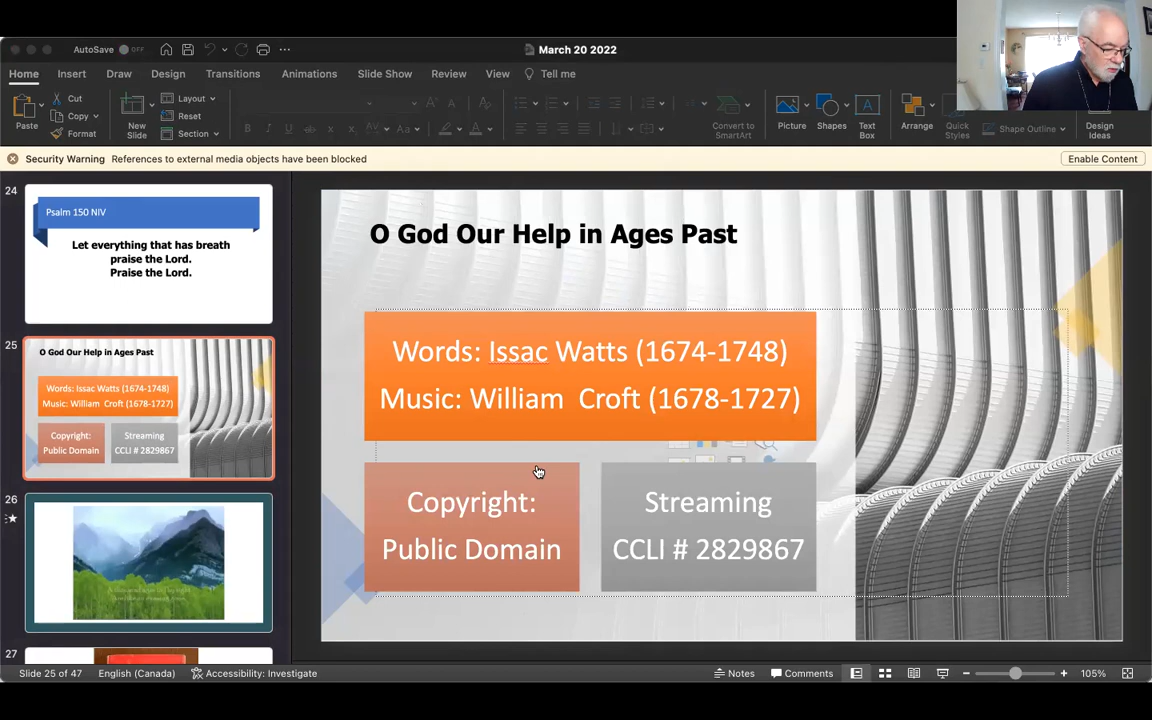 AutoSave OFF
March 20 2022
Home Insert Draw Design Transitions Animations Slide Show Review View Tell me
Paste
Cut
Copy
Format
New
Slide
Layout
Reset
Section
Convert to
SmartArt
Picture
Shapes
Text
Box
Arrange
Quick
Styles
Shape Outline
Design
Ideas
Security Warning References to external media objects have been blocked
Enable Content
24
Psalm 150 NIV
Let everything that has breath
praise the Lord.
Praise the Lord.
25
O God Our Help in Ages Past
Words: Issac Watts (1674-1748)
Music: William Croft (1678-1727)
Copyright:
Public Domain
Streaming
CCLI # 2829867
26
27
O God Our Help in Ages Past
Words: Issac Watts (1674-1748)
Music: William  Croft (1678-1727)
Copyright:
Public Domain
Streaming
CCLI # 2829867
Slide 25 of 47 English (Canada) Accessibility: Investigate
Notes Comments 105%